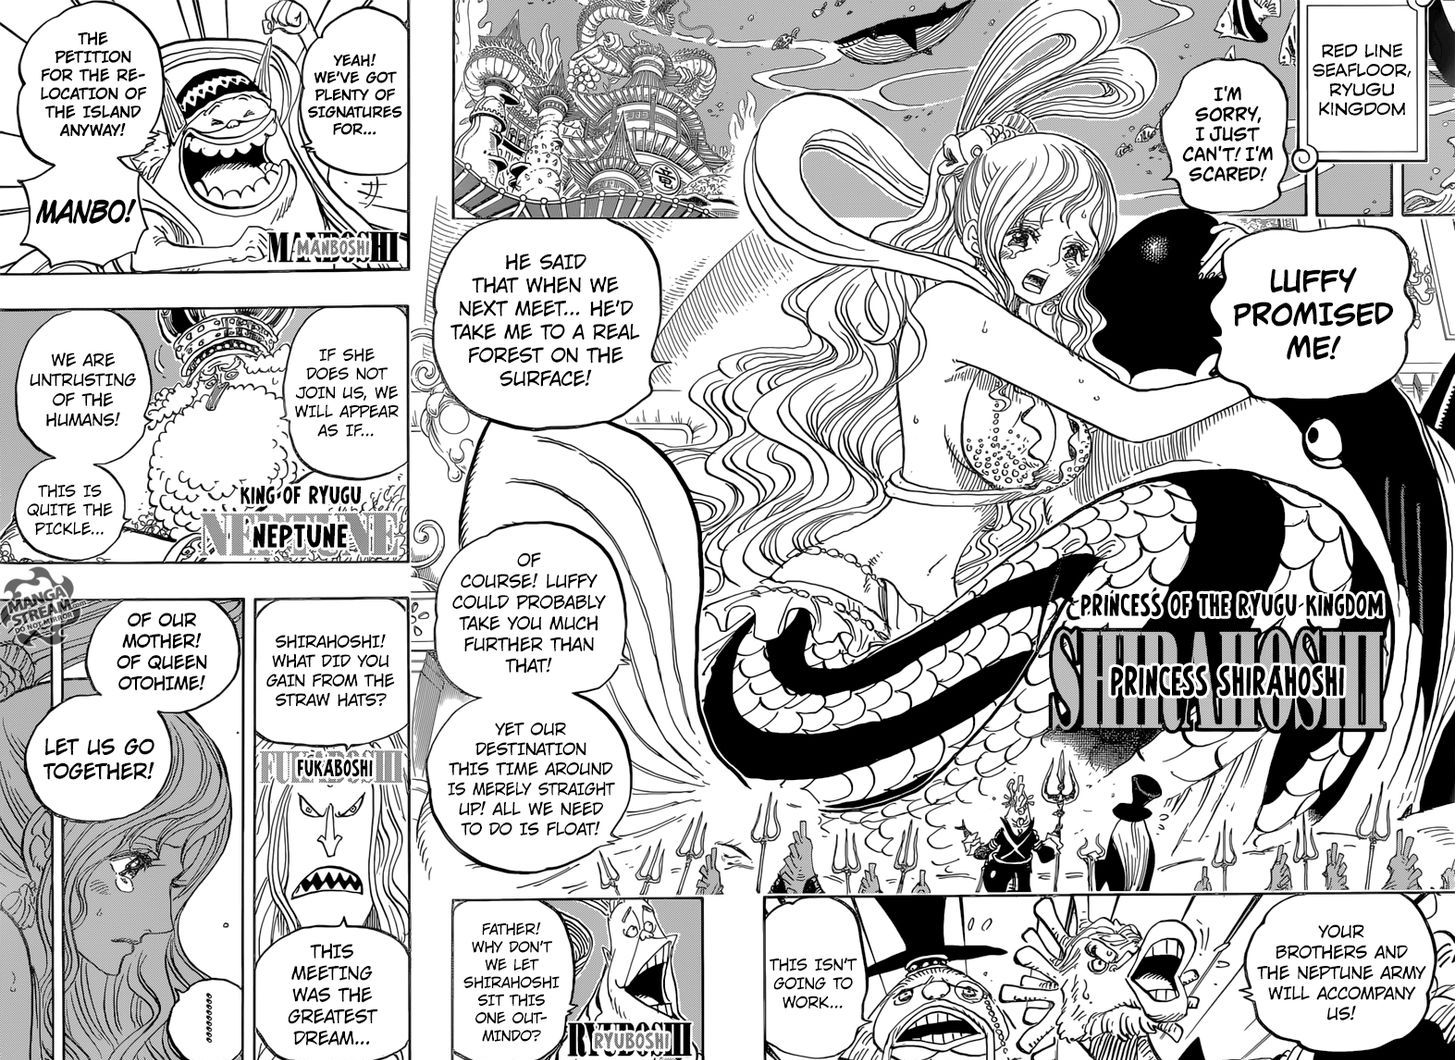 RED LINE
SEAFLOOR,
RYUGU
KINGDOM
I'M
SORRY,
I JUST
CAN'T! I'M
SCARED!
竜
LUFFY
PROMISED
ME!
HE SAID
THAT WHEN WE
NEXT MEET... HE'D
TAKE ME TO A REAL
FOREST ON THE
SURFACE!
PRINCESS OF THE RYUGU KINGDOM
SHIRAHOSHI
PRINCESS SHIRAHOSHI
OF
COURSE! LUFFY
COULD PROBABLY
TAKE YOU MUCH
FURTHER THAN
THAT!
YET OUR
DESTINATION
THIS TIME AROUND
IS MERELY STRAIGHT
UP! ALL WE NEED
TO DO IS FLOAT!
YOUR
BROTHERS AND
THE NEPTUNE ARMY
WILL ACCOMPANY
US!
THIS ISN'T
GOING TO
WORK...
FATHER!
WHY DON'T
WE LET
SHIRAHOSHI
SIT THIS
ONE OUT-
MINDO?
RYUBOSHI
RYUBOSHI
YEAH!
WE'VE GOT
PLENTY OF
SIGNATURES
FOR...
THE
PETITION
FOR THE RE-
LOCATION OF
THE ISLAND
ANYWAY!
MANBO!
MANBOSHI
MANBOSHI
IF SHE
DOES NOT
JOIN US, WE
WILL APPEAR
AS IF...
WE ARE
UNTRUSTING
OF THE
HUMANS!
THIS IS
QUITE THE
PICKLE...
KING OF RYUGU
NEPTUNE
NEPTUNE
MANGA
STREAM.com
DO NOT MIRROR
SHIRAHOSHI!
WHAT DID YOU
GAIN FROM THE
STRAW HATS?
FUKABOSHI
FUKABOSHI
THIS
MEETING
WAS THE
GREATEST
DREAM...
OF OUR
MOTHER!
OF QUEEN
OTOHIME!
LET US GO
TOGETHER!